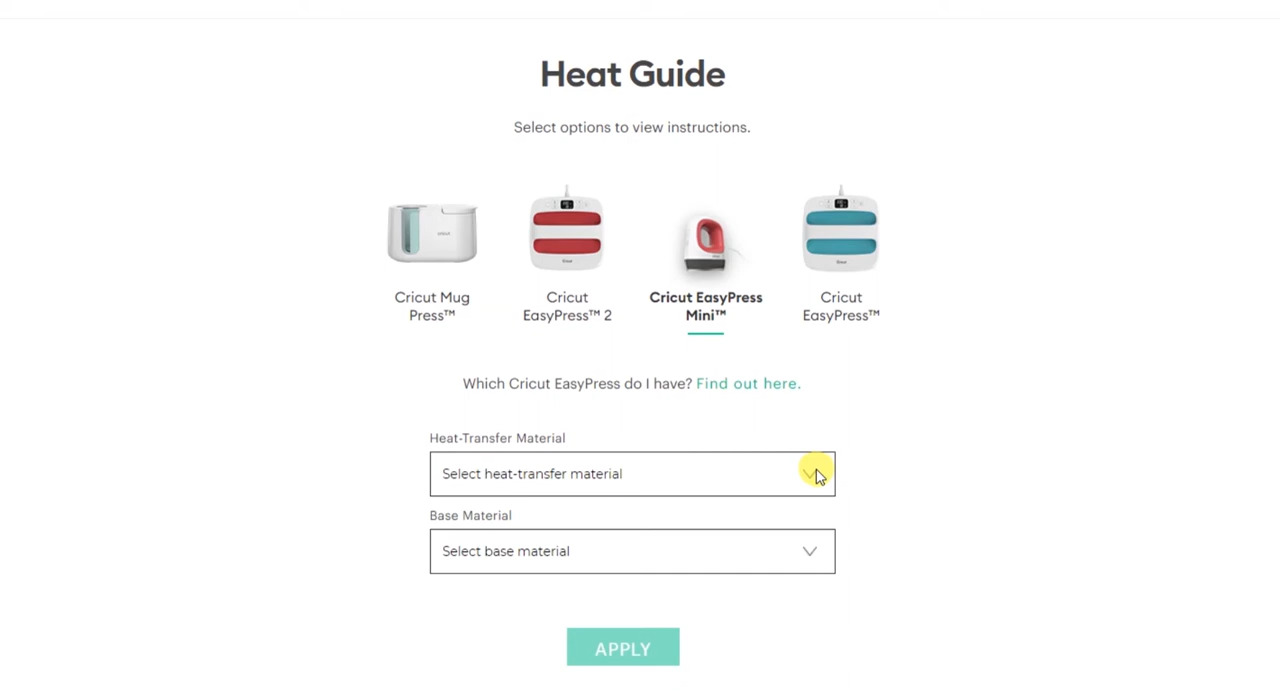 Heat Guide
Select options to view instructions.
Cricut Mug
Press™
Cricut
EasyPress™ 2
Cricut EasyPress
Mini™
Cricut
EasyPress™
Which Cricut EasyPress do I have? Find out here.
Heat-Transfer Material
Select heat-transfer material
Base Material
Select base material
APPLY